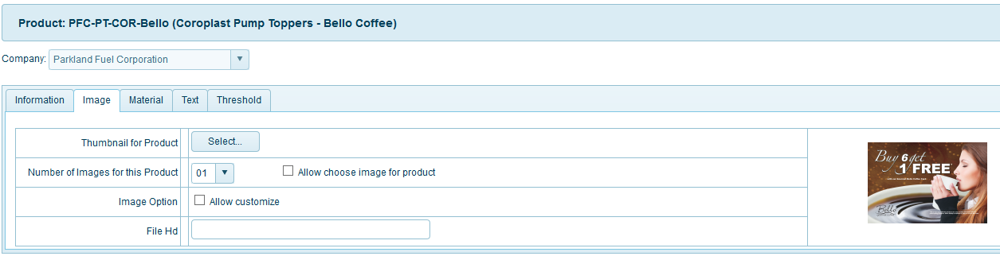 Product: PFC-PT-COR-Bello (Coroplast Pump Toppers - Bello Coffee)
Company: Parkland Fuel Corporation
Information Image Material Text Threshold
Thumbnail for Product Select...
Number of Images for this Product 01 Allow choose image for product
Image Option Allow customize
File Hd
Buy 6 get
1 FREE
Bello